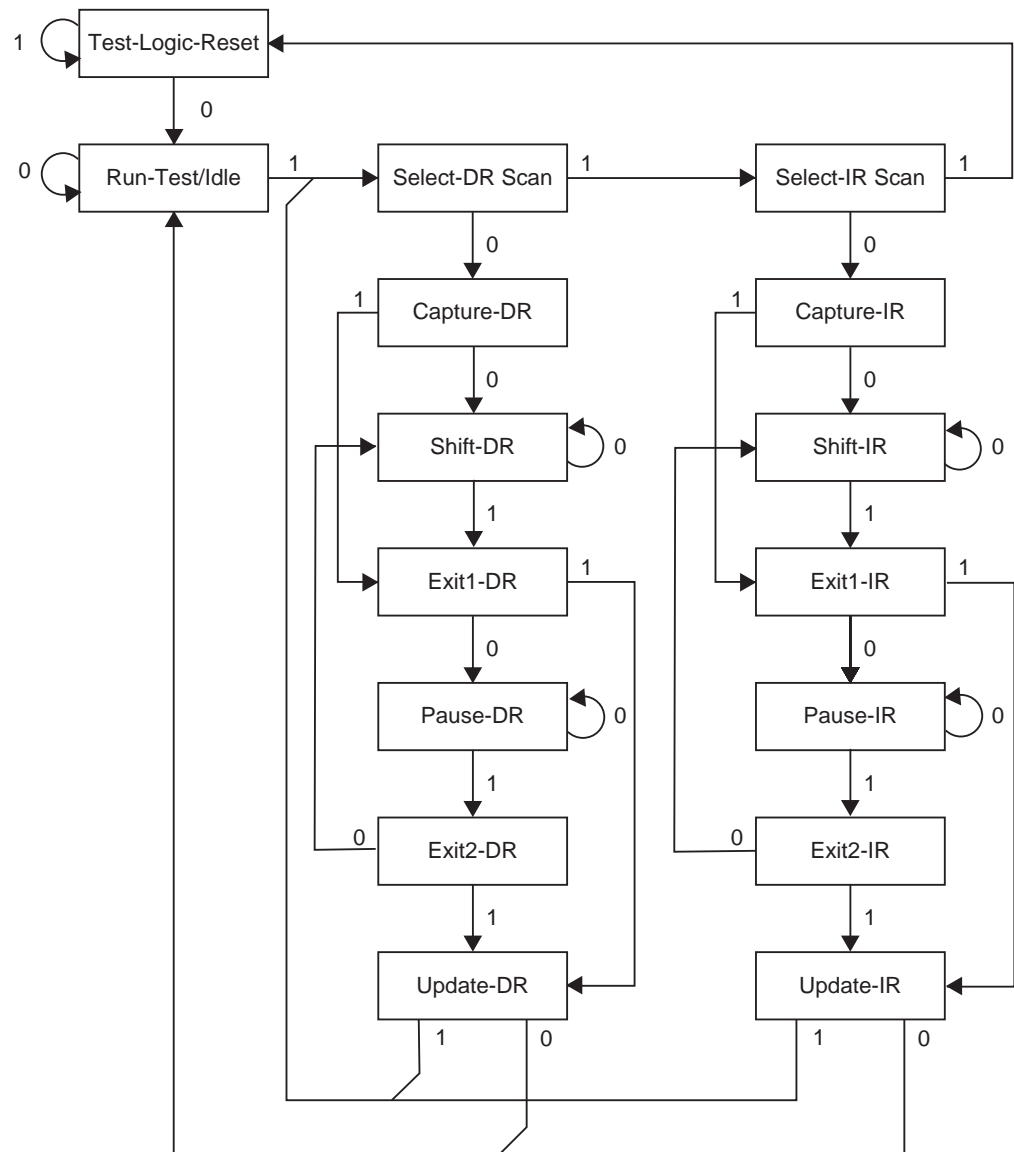 1 Test-Logic-Reset
0
0 Run-Test/Idle 1 Select-DR Scan 1 Select-IR Scan 1
0 0
1 Capture-DR 1 Capture-IR
0 0
Shift-DR 0 Shift-IR 0
1 1
Exit1-DR 1 Exit1-IR 1
0 0
Pause-DR 0 Pause-IR 0
1 1
0 Exit2-DR 0 Exit2-IR
1 1
Update-DR Update-IR
1 0 1 0